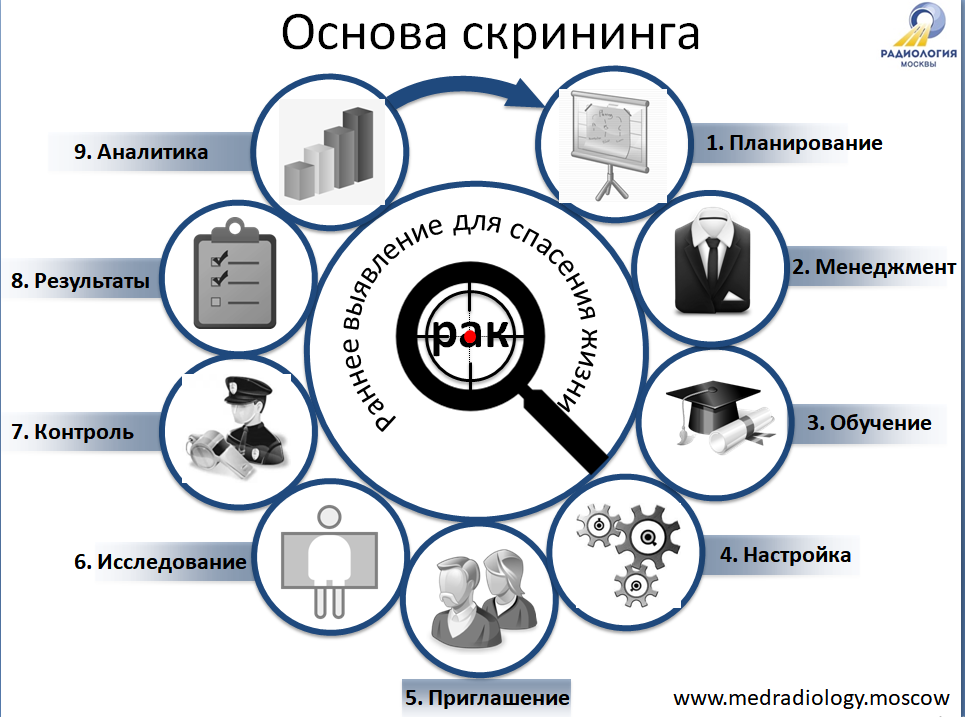 Основа скрининга
РАДИОЛОГИЯ
МОСКВЫ
1. Планирование
2. Менеджмент
3. Обучение
4. Настройка
5. Приглашение
6. Исследование
7. Контроль
8. Результаты
9. Аналитика
Раннее выявление для спасения жизни
рак
www.medradiology.moscow